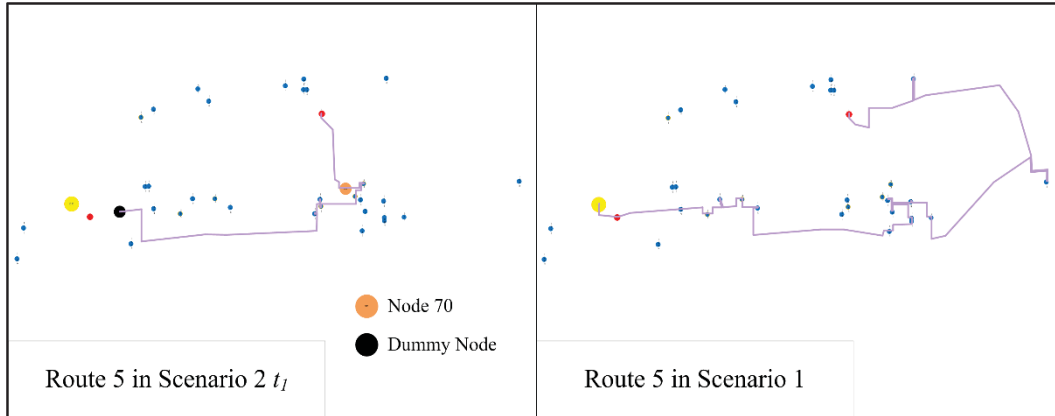 Node 70
Dummy Node
Route 5 in Scenario 2 t₁
Route 5 in Scenario 1